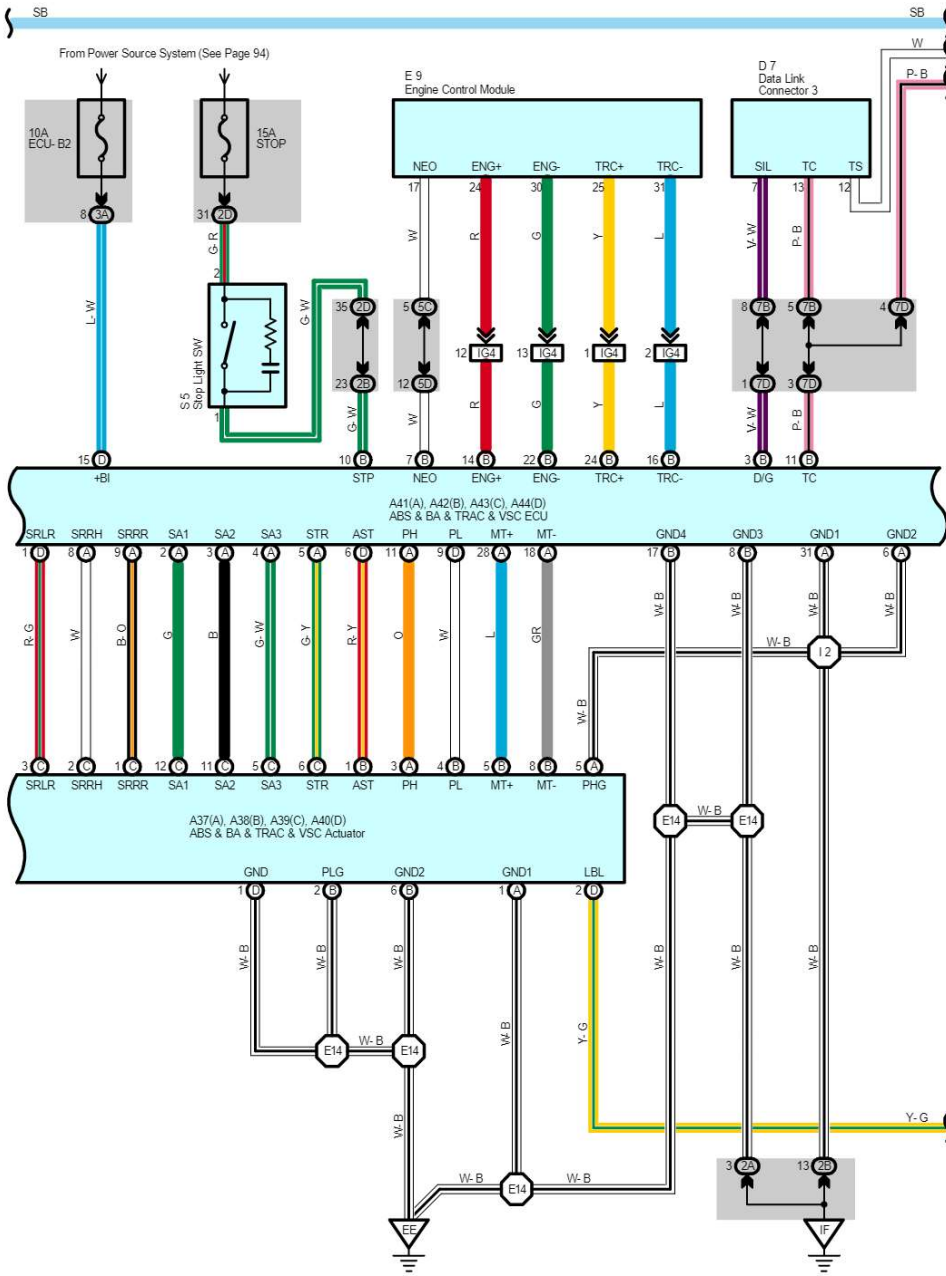 SB SB
W
From Power Source System (See Page 94)
P- B
E 9
Engine Control Module
D 7
Data Link
Connector 3
10A
ECU- B2
15A
STOP
NEO ENG+ ENG- TRC+ TRC- SIL TC TS
17 24 30 25 31 7 13 12
8 3A 31 2D
G- R
W R G Y L V- W P- B
2
L- W
G- W
35 2D 5 5C 8 7B 5 7B 4 7D
S 5
Stop Light SW
12 IG4 13 IG4 1 IG4 2 IG4
23 2B 12 5D 1 7D 3 7D
1
G- W W R G Y L V- W P- B
15 D 10 B 7 B 14 B 22 B 24 B 16 B 3 B 11 B
+BI STP NEO ENG+ ENG- TRC+ TRC- D/G TC
A41(A), A42(B), A43(C), A44(D)
ABS & BA & TRAC & VSC ECU
SRLR SRRH SRRR SA1 SA2 SA3 STR AST PH PL MT+ MT- GND4 GND3 GND1 GND2
1 D 8 A 9 A 2 A 3 A 4 A 5 A 6 D 11 A 9 D 28 A 18 A 17 B 8 B 31 A 6 A
W- B W- B W- B W- B
R- G W B- O G B G- W G- Y R- Y O W L GR
W- B I 2
W- B
3 C 2 C 1 C 12 C 11 C 5 C 6 C 1 B 3 A 4 B 5 B 8 B 5 A
SRLR SRRH SRRR SA1 SA2 SA3 STR AST PH PL MT+ MT- PHG
A37(A), A38(B), A39(C), A40(D)
ABS & BA & TRAC & VSC Actuator
E14 W- B E14
GND PLG GND2 GND1 LBL
1 D 2 B 6 B 1 A 2 D
W- B W- B W- B W- B W- B W- B
W- B Y- G
E14 W- B E14
W- B
Y- G
3 2A 13 2B
W- B E14 W- B
EE IF